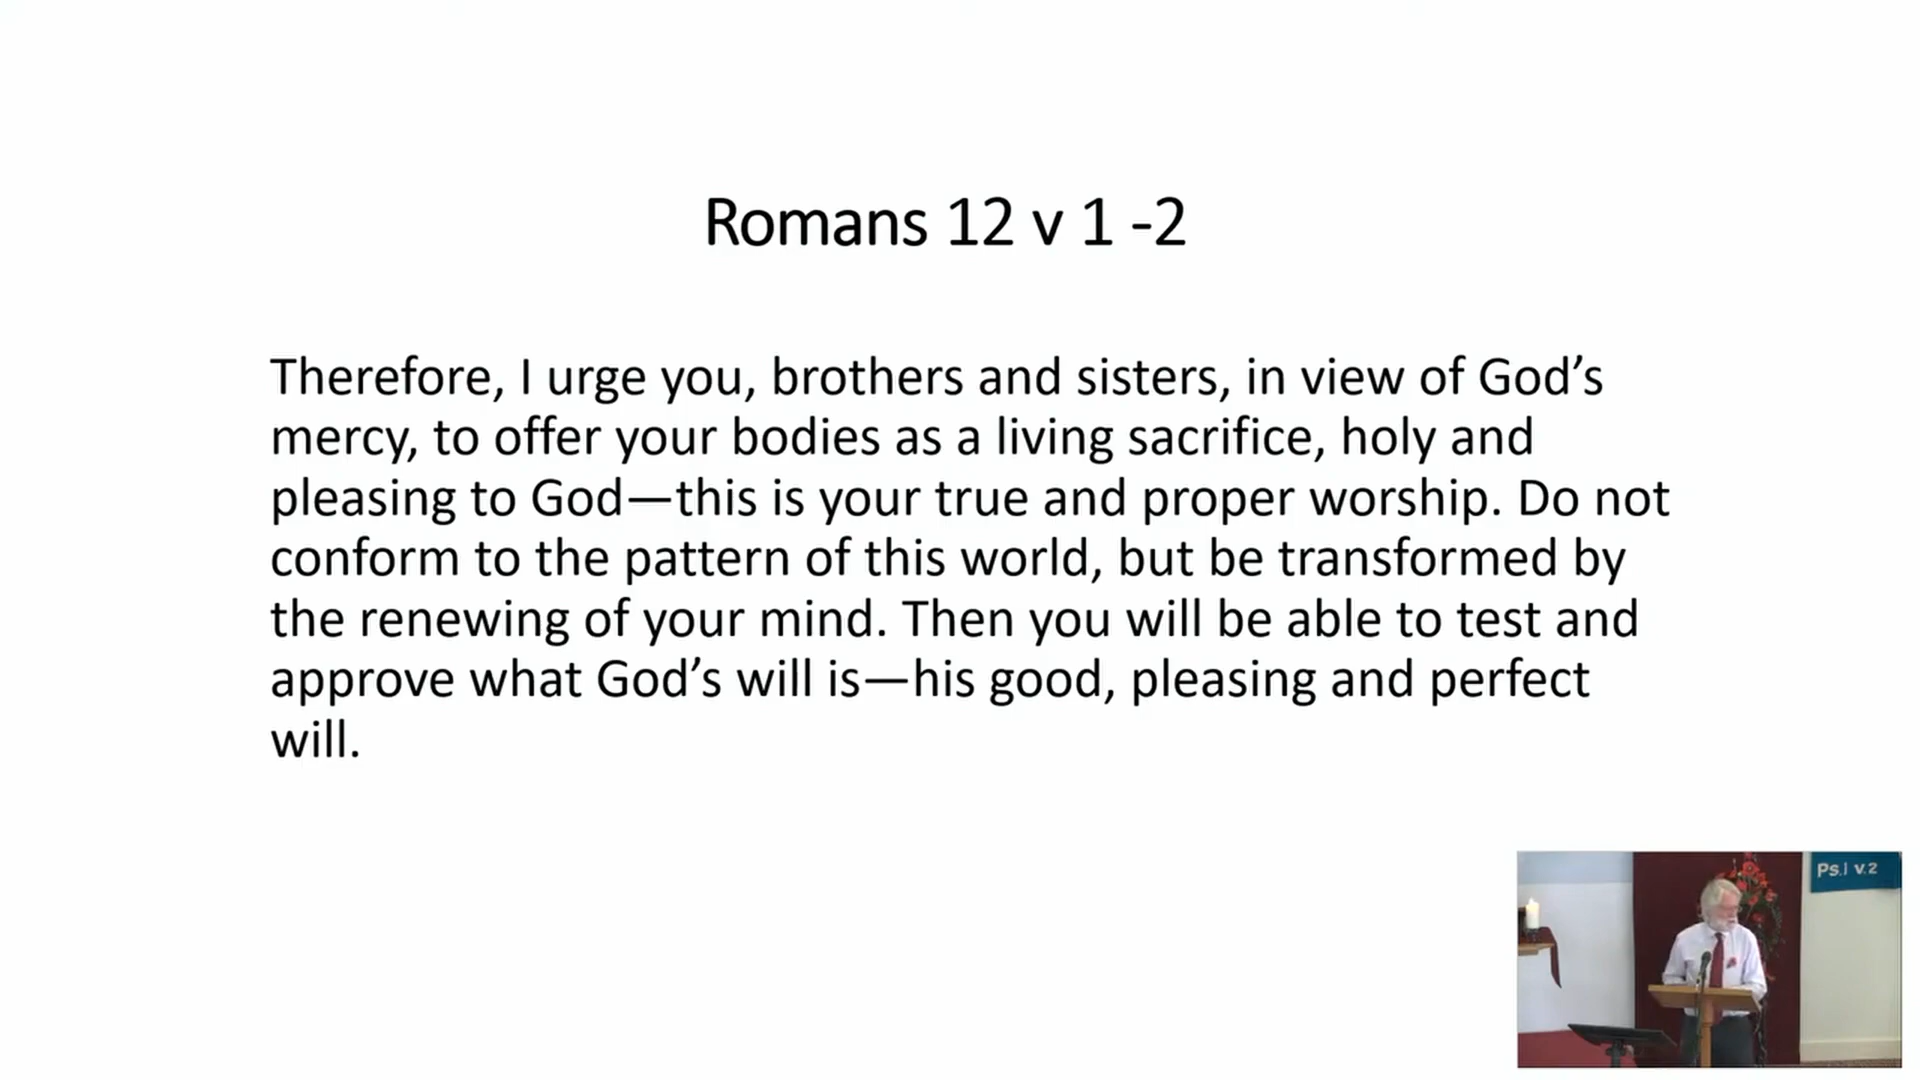 Romans 12 v 1 -2
Therefore, I urge you, brothers and sisters, in view of God’s
mercy, to offer your bodies as a living sacrifice, holy and
pleasing to God—this is your true and proper worship. Do not
conform to the pattern of this world, but be transformed by
the renewing of your mind. Then you will be able to test and
approve what God’s will is—his good, pleasing and perfect
will.
Ps.1 v.2